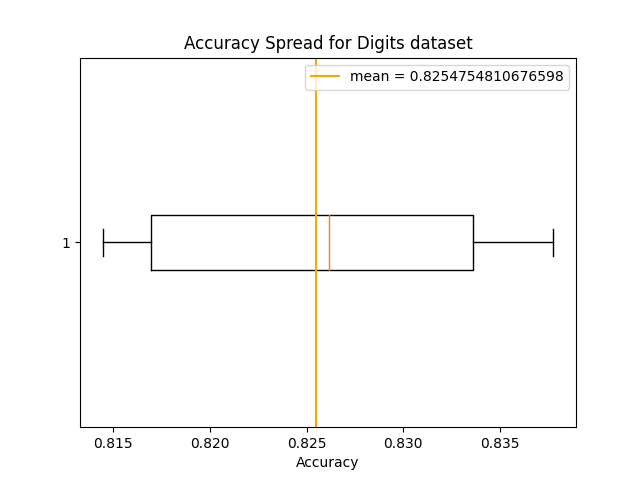 Accuracy Spread for Digits dataset
mean = 0.8254754810676598
1
0.815 0.820 0.825 0.830 0.835
Accuracy